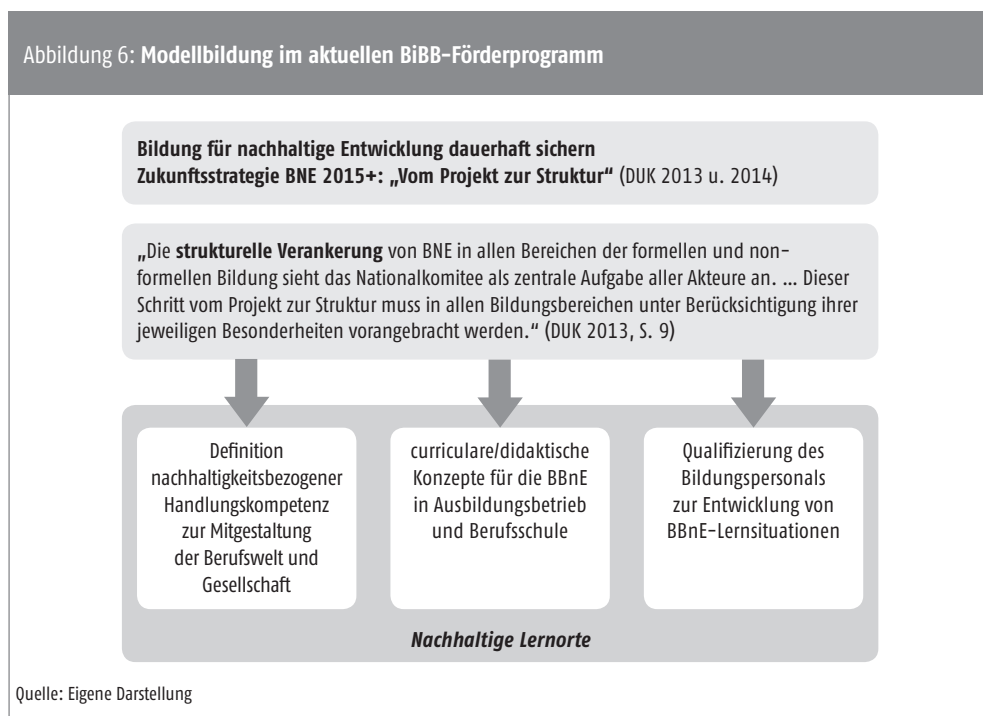 Abbildung 6: Modellbildung im aktuellen BiBB-Förderprogramm
Bildung für nachhaltige Entwicklung dauerhaft sichern
Zukunftsstrategie BNE 2015+: „Vom Projekt zur Struktur“ (DUK 2013 u. 2014)
„Die strukturelle Verankerung von BNE in allen Bereichen der formellen und non-
formellen Bildung sieht das Nationalkomitee als zentrale Aufgabe aller Akteure an. ... Dieser
Schritt vom Projekt zur Struktur muss in allen Bildungsbereichen unter Berücksichtigung ihrer
jeweiligen Besonderheiten vorangebracht werden.“ (DUK 2013, S. 9)
Definition
nachhaltigkeitsbezogener
Handlungskompetenz
zur Mitgestaltung
der Berufswelt und
Gesellschaft
curriculare/didaktische
Konzepte für die BBnE
in Ausbildungsbetrieb
und Berufsschule
Qualifizierung des
Bildungspersonals
zur Entwicklung von
BBnE-Lernsituationen
Nachhaltige Lernorte
Quelle: Eigene Darstellung